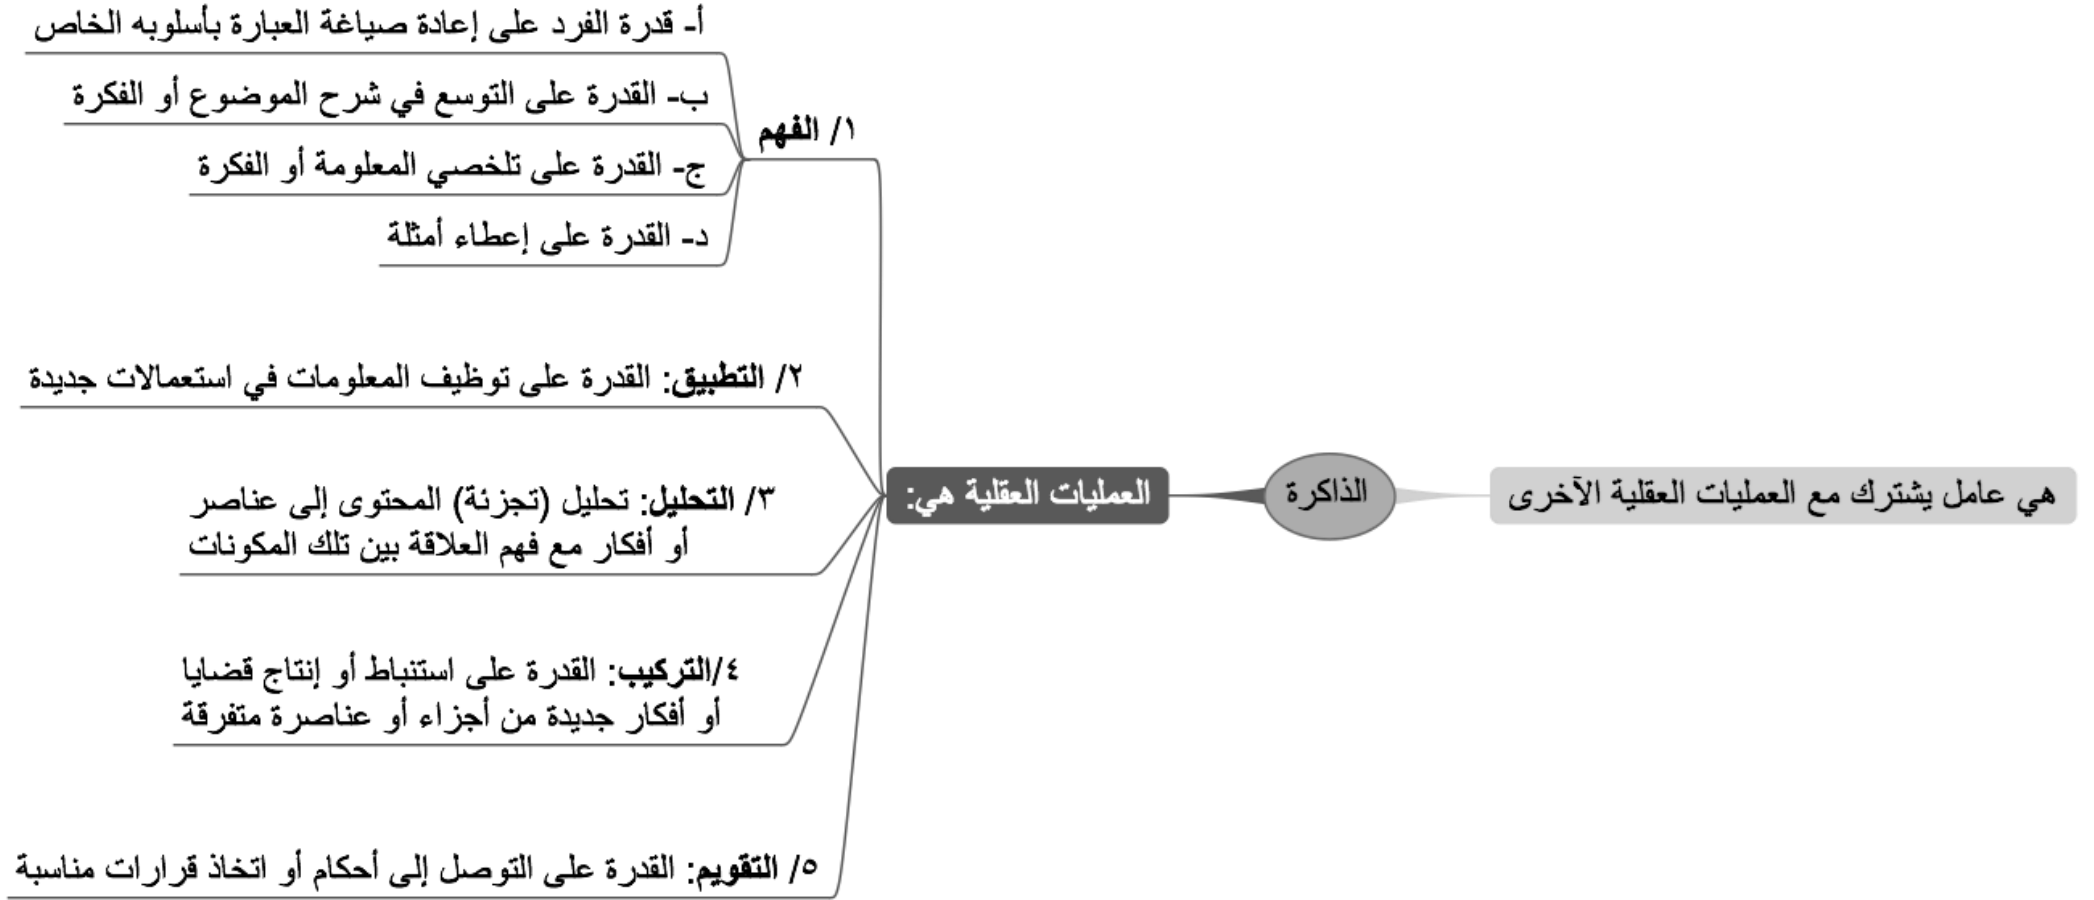 هي عامل يشترك مع العمليات العقلية الآخرى
الذاكرة
العمليات العقلية هي:
١/ الفهم
أ- قدرة الفرد على إعادة صياغة العبارة بأسلوبه الخاص
ب- القدرة على التوسع في شرح الموضوع أو الفكرة
ج- القدرة على تلخصي المعلومة أو الفكرة
د- القدرة على إعطاء أمثلة
٢/ التطبيق: القدرة على توظيف المعلومات في استعمالات جديدة
٣/ التحليل: تحليل (تجزئة) المحتوى إلى عناصر
أو أفكار مع فهم العلاقة بين تلك المكونات
٤/التركيب: القدرة على استنباط أو إنتاج قضايا
أو أفكار جديدة من أجزاء أو عناصرة متفرقة
٥/ التقويم: القدرة على التوصل إلى أحكام أو اتخاذ قرارات مناسبة